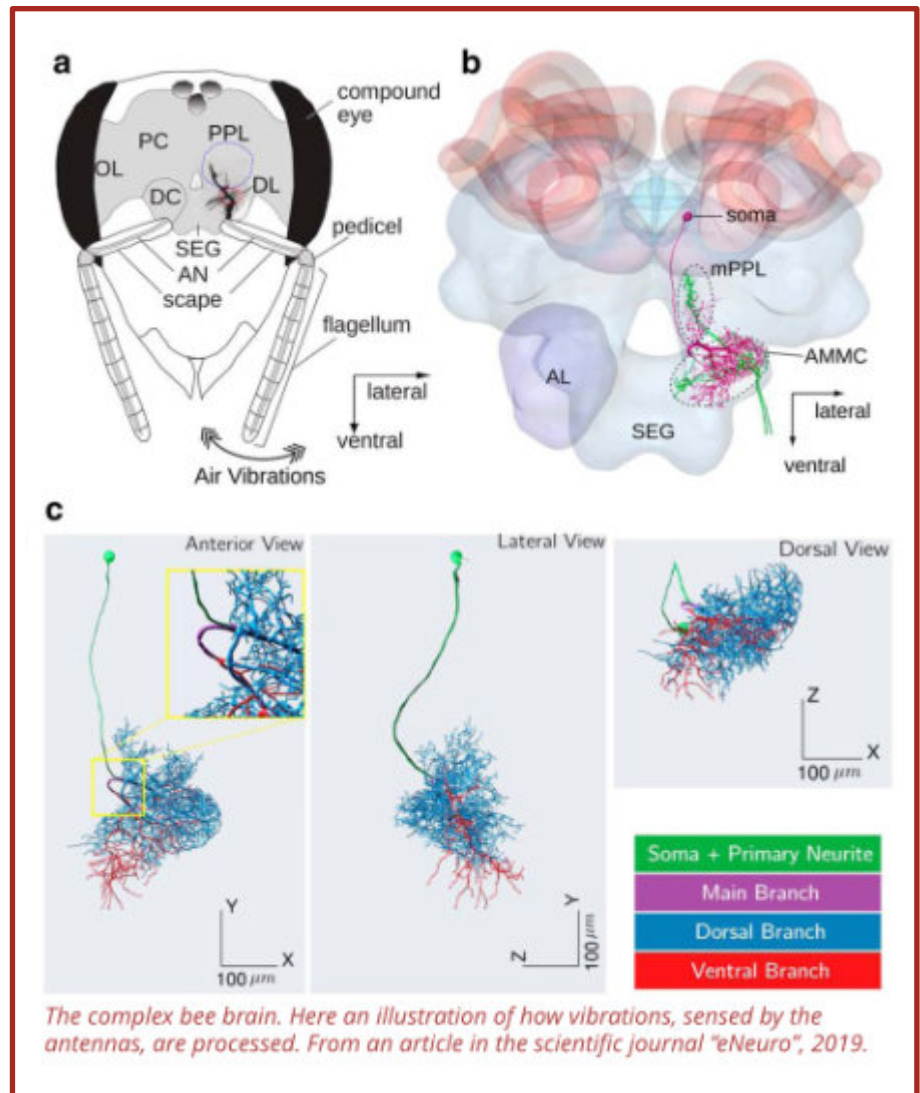 a
compound
eye
PPL
PC
OL
DL
DC
pedicel
SEG
AN
scape
flagellum
lateral
ventral
Air Vibrations
b
soma
mPPL
AMMC
AL
lateral
SEG
ventral
c
Anterior View
Y
X
100 μm
Lateral View
Y
Z
100 μm
Dorsal View
Z
X
100 μm
Soma + Primary Neurite
Main Branch
Dorsal Branch
Ventral Branch
The complex bee brain. Here an illustration of how vibrations, sensed by the
antennas, are processed. From an article in the scientific journal "eNeuro", 2019.